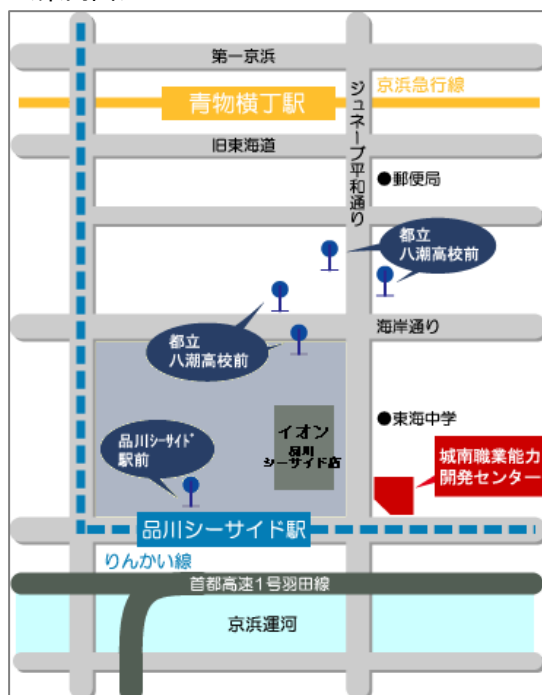 第一京浜
京浜急行線
青物横丁駅
旧東海道
ジュネーブ平和通り
●郵便局
都立
八潮高校前
海岸通り
都立
八潮高校前
●東海中学
イオン
品川
シーサイド店
品川シーサイド
駅前
城南職業能力
開発センター
品川シーサイド駅
りんかい線
首都高速1号羽田線
京浜運河